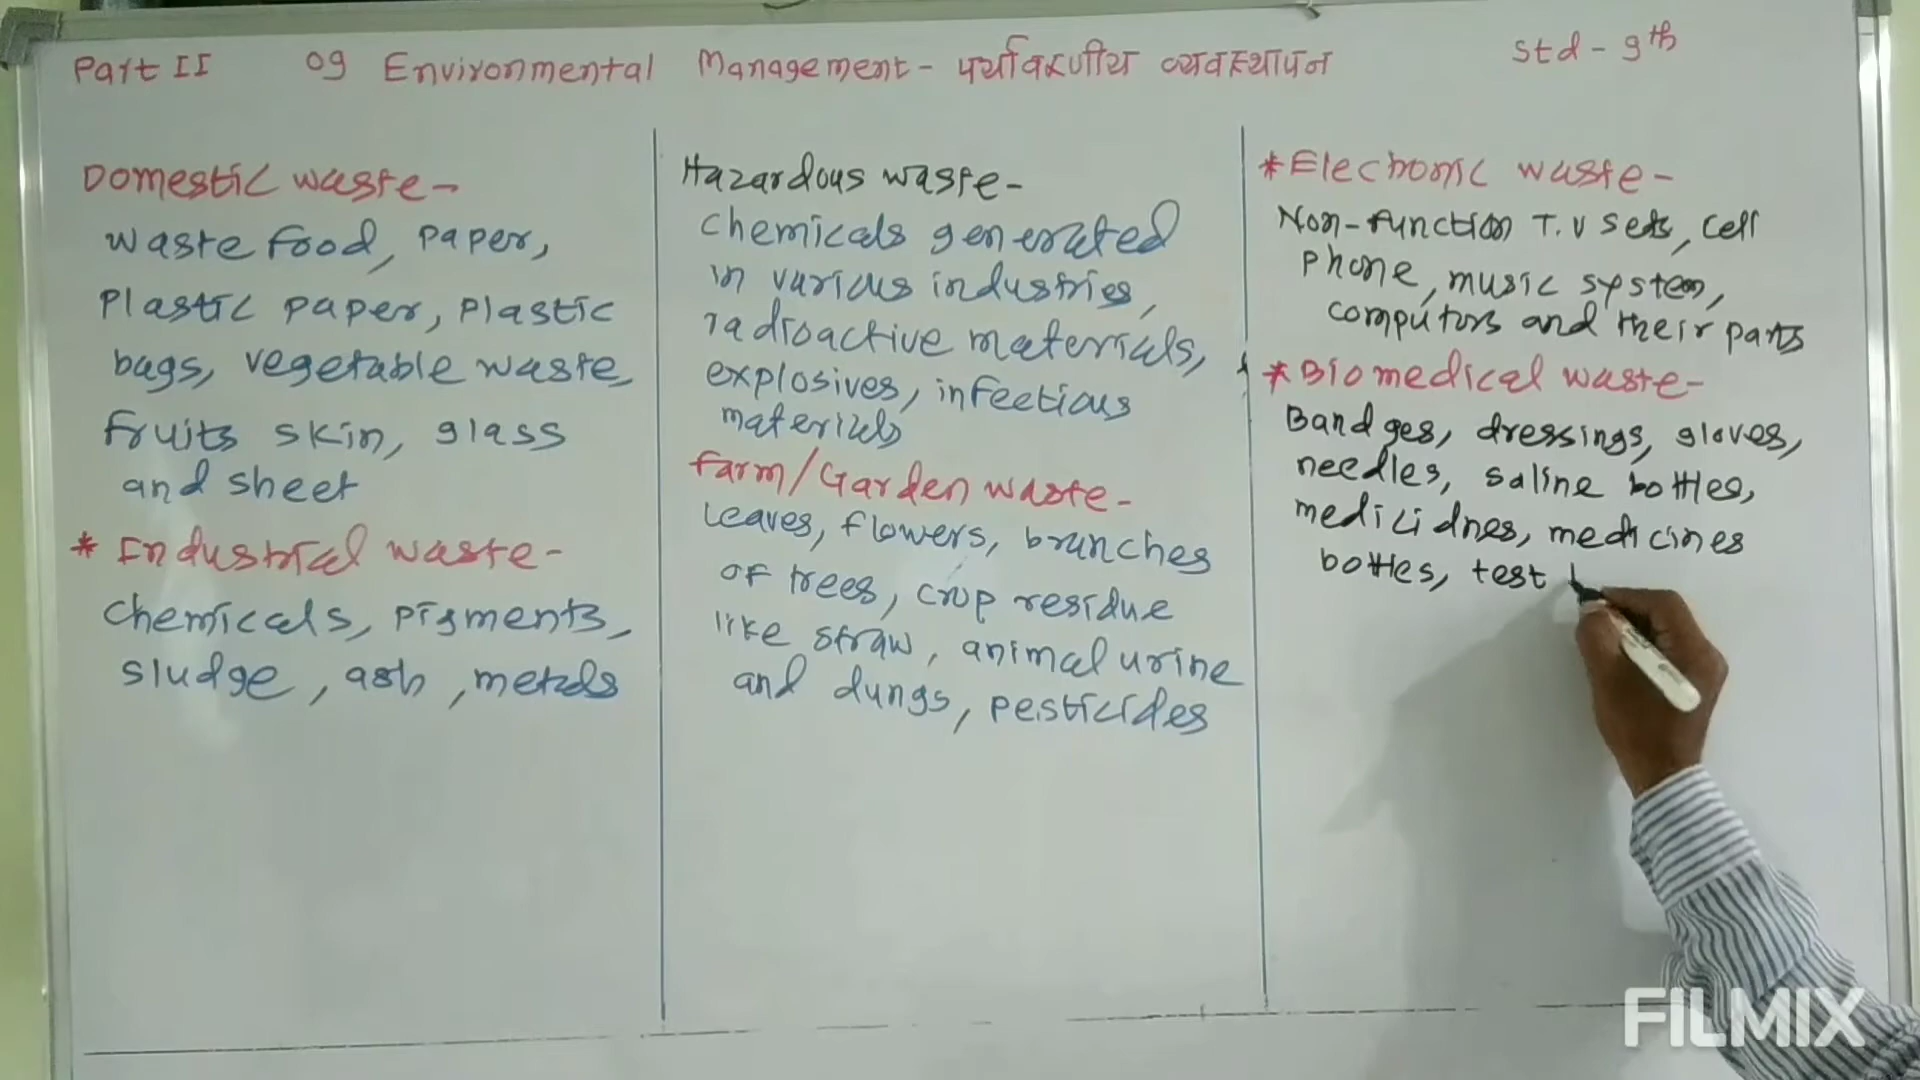 Part II 09 Environmental Management - पर्यावरणीय व्यवस्थापन Std - 9th
Domestic waste -
waste food, paper,
Plastic paper, plastic
bags, vegetable waste,
fruits skin, glass
and sheet
* Industrial waste -
Chemicals, pigments,
sludge, ash, metals
Hazardous waste -
Chemicals generated
in various industries,
radioactive materials,
explosives, infectious
materials
farm/Garden waste -
Leaves, flowers, branches
of trees, crop residue
like straw, animal urine
and dungs, pesticides
* Electronic waste -
Non-function T.V sets, cell
phone, music system,
computors and their parts
* Biomedical waste -
Bandges, dressings, gloves,
needles, saline bottles,
medicidnes, medicines
bottles, test
FILMIX